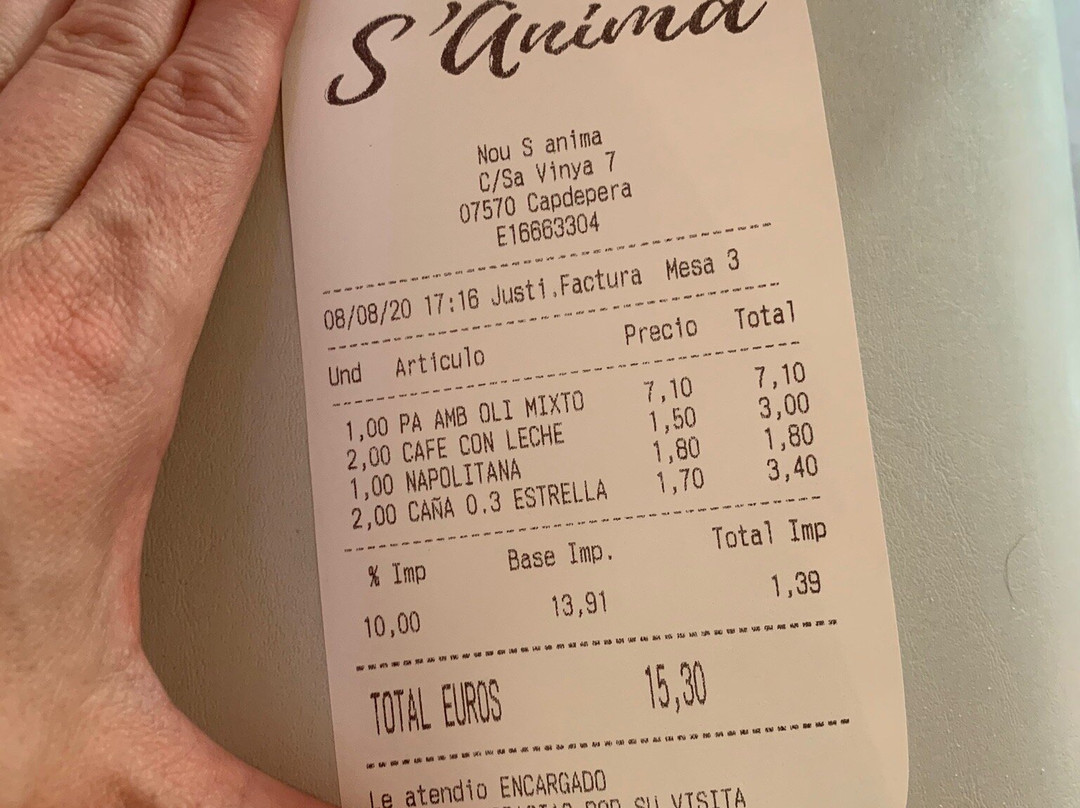 S'Anima
Nou S anima
C/Sa Vinya 7
07570 Capdepera
E16663304
08/08/20 17:16 Justi.Factura Mesa 3
Und Articulo Precio Total
1,00 PA AMB OLI MIXTO 7,10 7,10
2,00 CAFE CON LECHE 1,50 3,00
1,00 NAPOLITANA 1,80 1,80
2,00 CAÑA 0.3 ESTRELLA 1,70 3,40
% Imp Base Imp. Total Imp
10,00 13,91 1,39
TOTAL EUROS 15,30
Le atendio ENCARGADO
POR SU VISITA